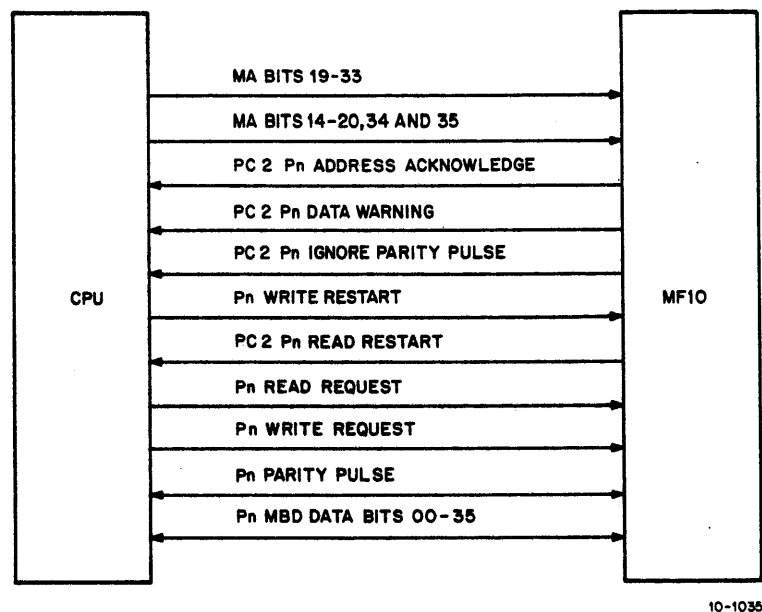 MA BITS 19-33
MA BITS 14-20,34 AND 35
PC 2 Pn ADDRESS ACKNOWLEDGE
PC 2 Pn DATA WARNING
PC 2 Pn IGNORE PARITY PULSE
CPU
Pn WRITE RESTART
MF10
PC 2 Pn READ RESTART
Pn READ REQUEST
Pn WRITE REQUEST
Pn PARITY PULSE
Pn MBD DATA BITS 00-35
10-1035